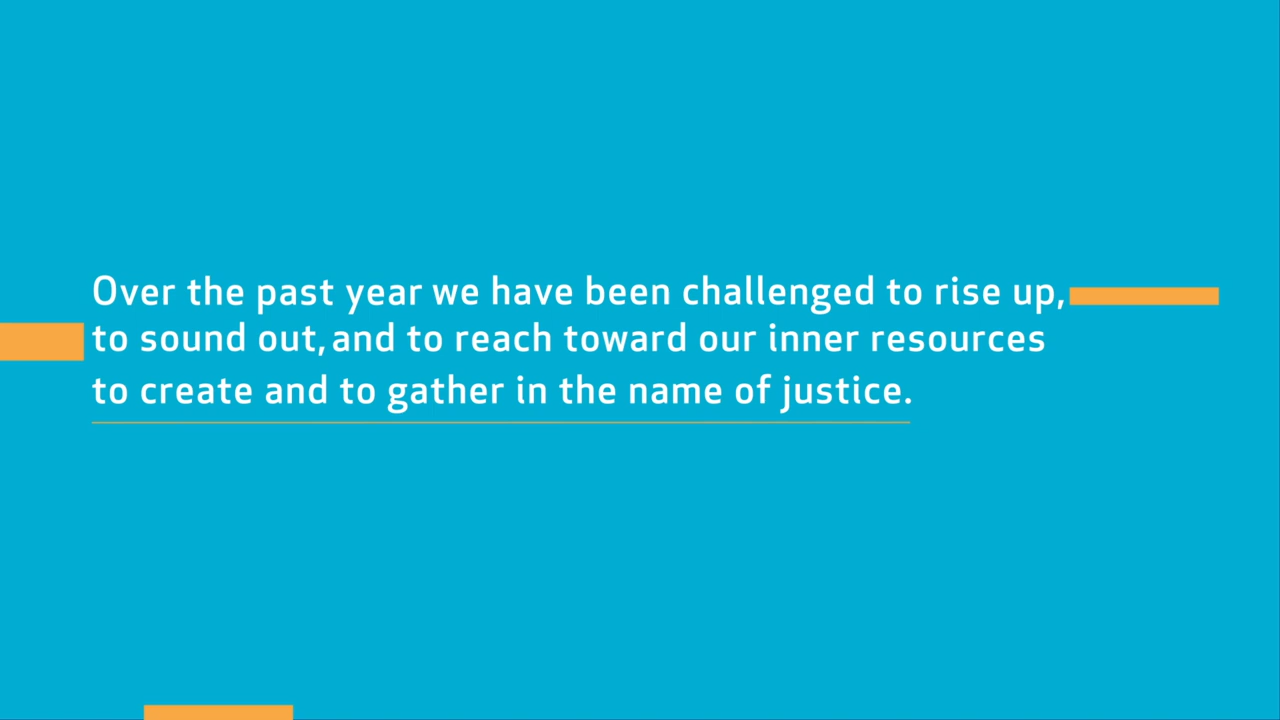 Over the past year we have been challenged to rise up,
to sound out, and to reach toward our inner resources
to create and to gather in the name of justice.